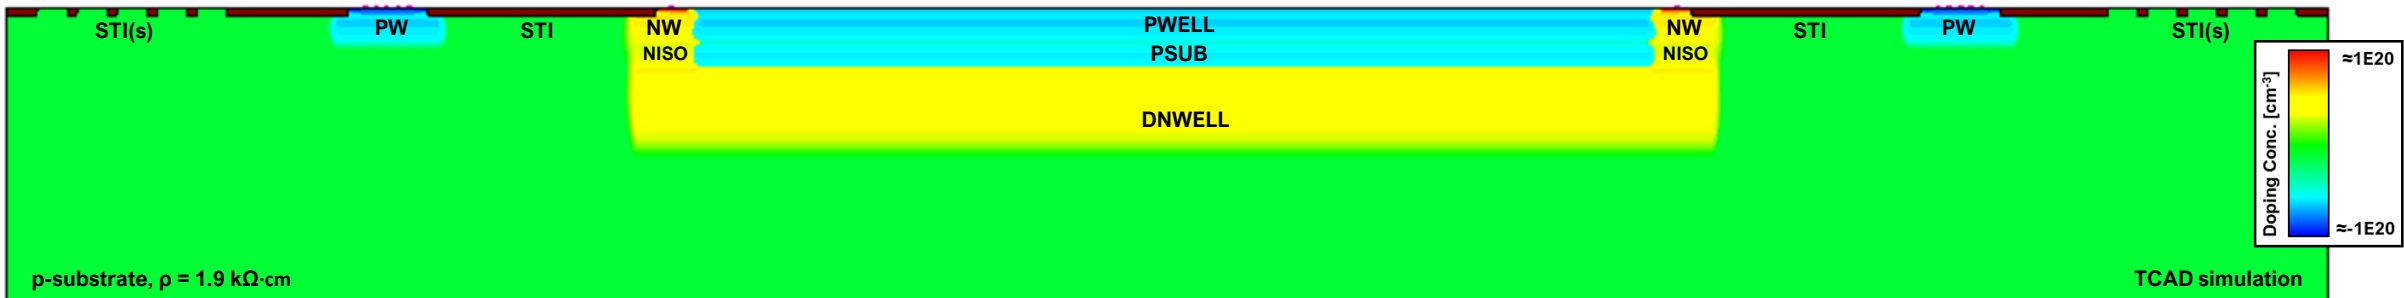 STI(s)
PW
STI
NW
NISO
PWELL
PSUB
DNWELL
NW
NISO
STI
PW
STI(s)
Doping Conc. [cm-3]
≈1E20
≈-1E20
p-substrate, ρ = 1.9 kΩ·cm
TCAD simulation